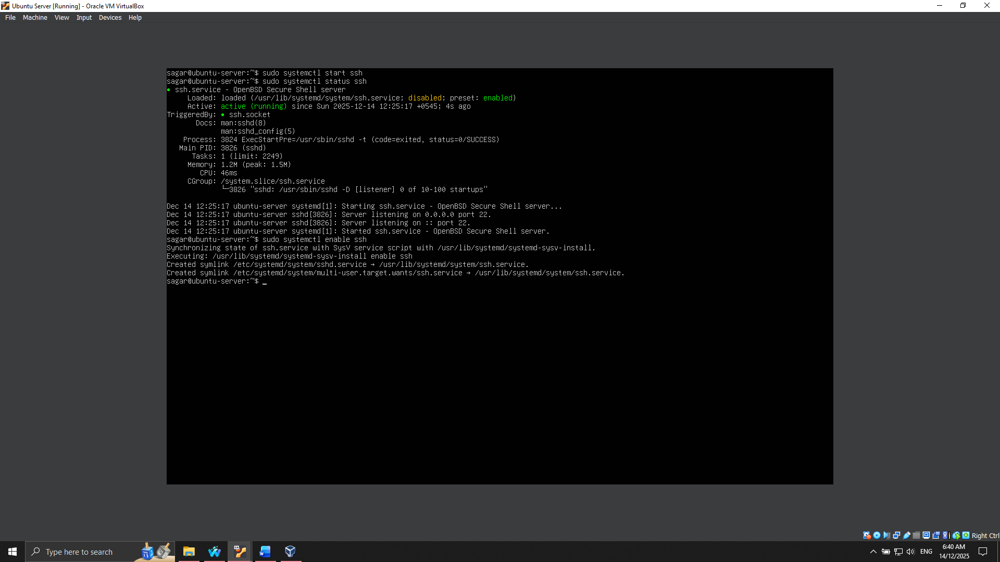 Ubuntu Server [Running] - Oracle VM VirtualBox
File Machine View Input Devices Help
sagar@ubuntu-server:~$ sudo systemctl start ssh
sagar@ubuntu-server:~$ sudo systemctl status ssh
● ssh.service - OpenBSD Secure Shell server
Loaded: loaded (/usr/lib/systemd/system/ssh.service; disabled; preset: enabled)
Active: active (running) since Sun 2025-12-14 12:25:17 +0545; 4s ago
TriggeredBy: ● ssh.socket
Docs: man:sshd(8)
man:sshd_config(5)
Process: 3824 ExecStartPre=/usr/sbin/sshd -t (code=exited, status=0/SUCCESS)
Main PID: 3826 (sshd)
Tasks: 1 (limit: 2249)
Memory: 1.2M (peak: 1.5M)
CPU: 46ms
CGroup: /system.slice/ssh.service
└─3826 "sshd: /usr/sbin/sshd -D [listener] 0 of 10-100 startups"
Dec 14 12:25:17 ubuntu-server systemd[1]: Starting ssh.service - OpenBSD Secure Shell server...
Dec 14 12:25:17 ubuntu-server sshd[3826]: Server listening on 0.0.0.0 port 22.
Dec 14 12:25:17 ubuntu-server sshd[3826]: Server listening on :: port 22.
Dec 14 12:25:17 ubuntu-server systemd[1]: Started ssh.service - OpenBSD Secure Shell server.
sagar@ubuntu-server:~$ sudo systemctl enable ssh
Synchronizing state of ssh.service with SysV service script with /usr/lib/systemd/systemd-sysv-install.
Executing: /usr/lib/systemd/systemd-sysv-install enable ssh
Created symlink /etc/systemd/system/sshd.service → /usr/lib/systemd/system/ssh.service.
Created symlink /etc/systemd/system/multi-user.target.wants/ssh.service → /usr/lib/systemd/system/ssh.service.
sagar@ubuntu-server:~$ _
Right Ctrl
Type here to search
ENG
6:40 AM
14/12/2025